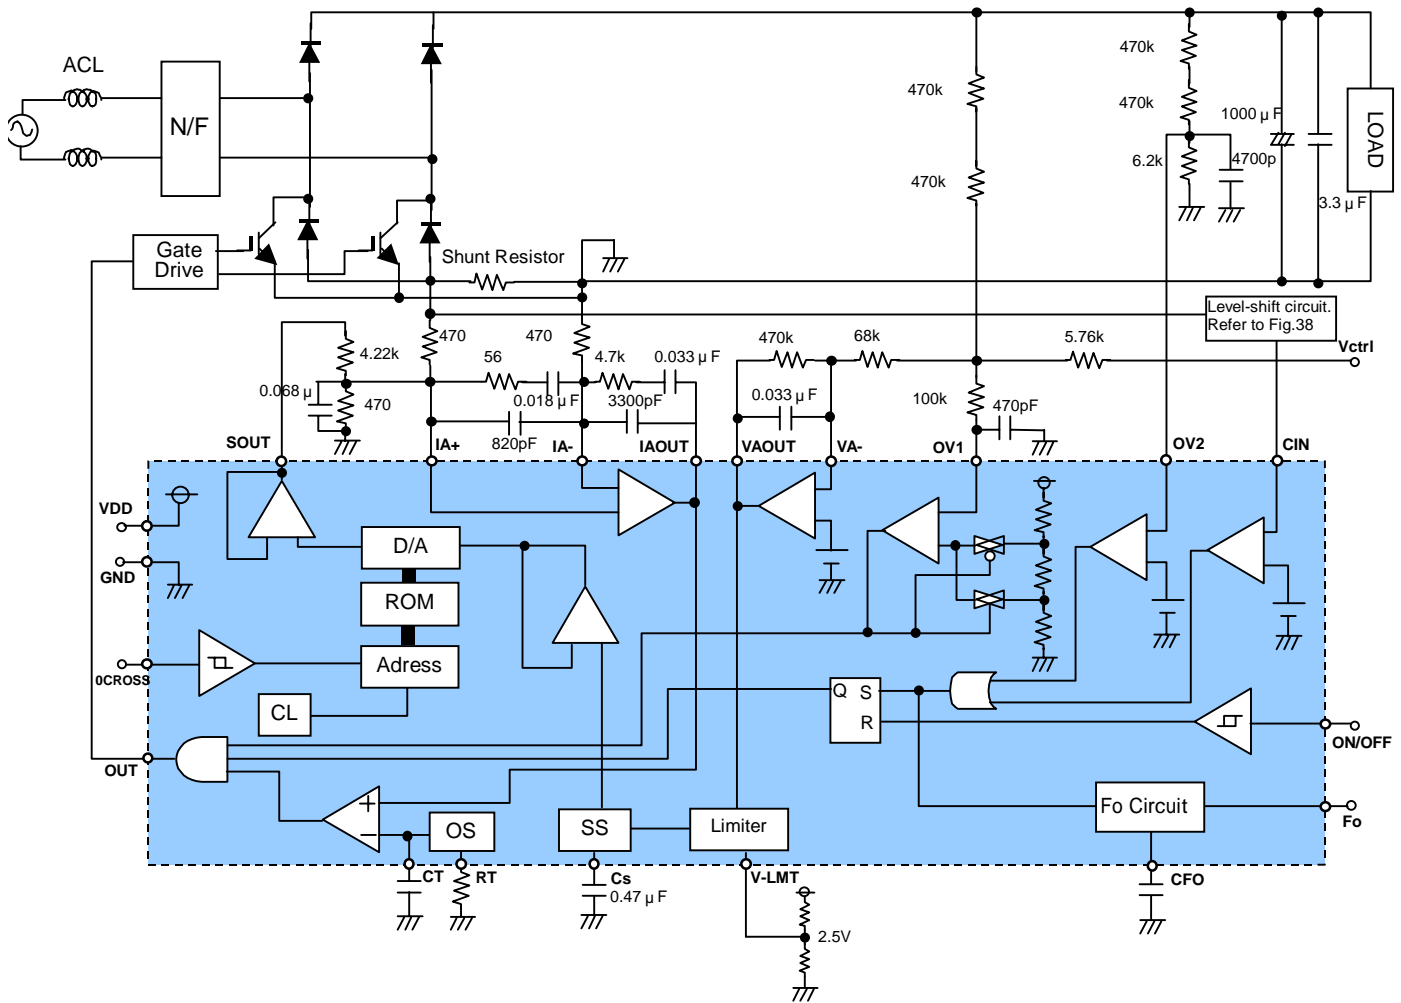 ACL
N/F
470k
470k
470k
470k
1000 μ F
LOAD
6.2k
4700p
3.3 μ F
Gate
Drive
Shunt Resistor
Level-shift circuit.
Refer to Fig.38
4.22k
470
470
56
4.7k
0.033 μ F
470k
68k
5.76k
Vctrl
0.068 μ
470
0.018 μ F
3300pF
0.033 μ F
100k
470pF
820pF
SOUT
IA+
IA-
IAOUT
VAOUT
VA-
OV1
OV2
CIN
VDD
GND
D/A
ROM
Adress
0CROSS
CL
OUT
Q
S
R
ON/OFF
+
−
OS
SS
Limiter
Fo Circuit
Fo
CT
RT
Cs
0.47 μ F
V-LMT
CFO
2.5V